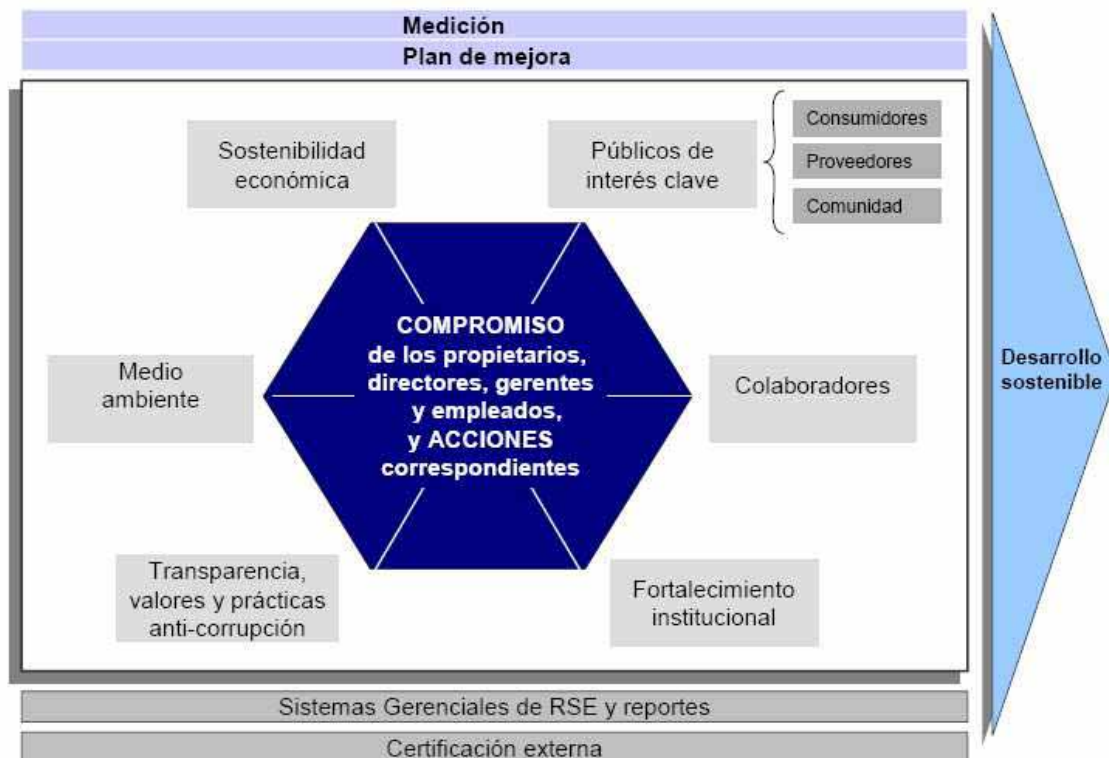 Medición
Plan de mejora
Sostenibilidad
económica
Públicos de
interés clave
Consumidores
Proveedores
Comunidad
COMPROMISO
de los propietarios,
directores, gerentes
y empleados,
y ACCIONES
correspondientes
Medio
ambiente
Colaboradores
Transparencia,
valores y prácticas
anti-corrupción
Fortalecimiento
institucional
Desarrollo
sostenible
Sistemas Gerenciales de RSE y reportes
Certificación externa